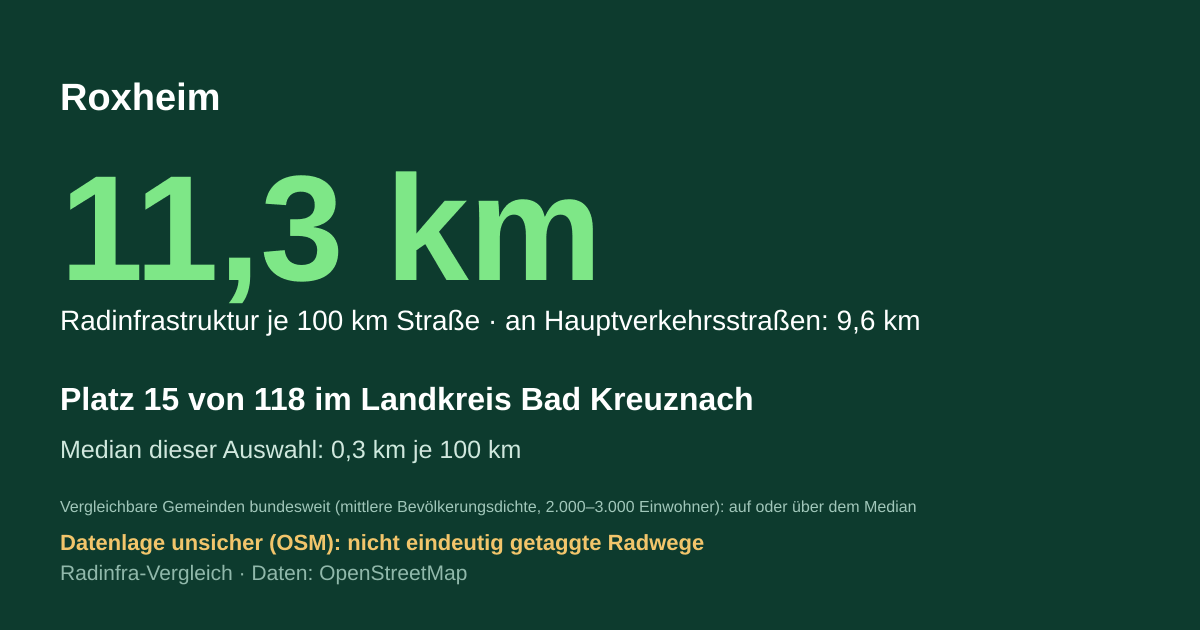 Roxheim
11,3 km
Radinfrastruktur je 100 km Straße · an Hauptverkehrsstraßen: 9,6 km
Platz 15 von 118 im Landkreis Bad Kreuznach
Median dieser Auswahl: 0,3 km je 100 km
Vergleichbare Gemeinden bundesweit (mittlere Bevölkerungsdichte, 2.000–3.000 Einwohner): auf oder über dem Median
Datenlage unsicher (OSM): nicht eindeutig getaggte Radwege
Radinfra-Vergleich · Daten: OpenStreetMap